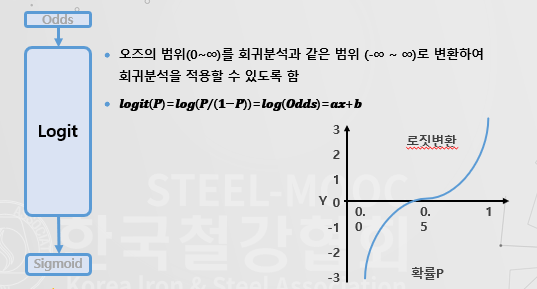 Odds
Logit
Sigmoid
• 오즈의 범위(0~∞)를 회귀분석과 같은 범위 (-∞ ~ ∞)로 변환하여
회귀분석을 적용할 수 있도록 함
• logit(P)=log(P/(1−P))=log(Odds)=ax+b
로짓변환
3
2
1
Y 0
-1
-2
-3
0.0
0.5
1
확률P
STEEL-MOOC
한국철강협회
Korea Iron & Steel Association